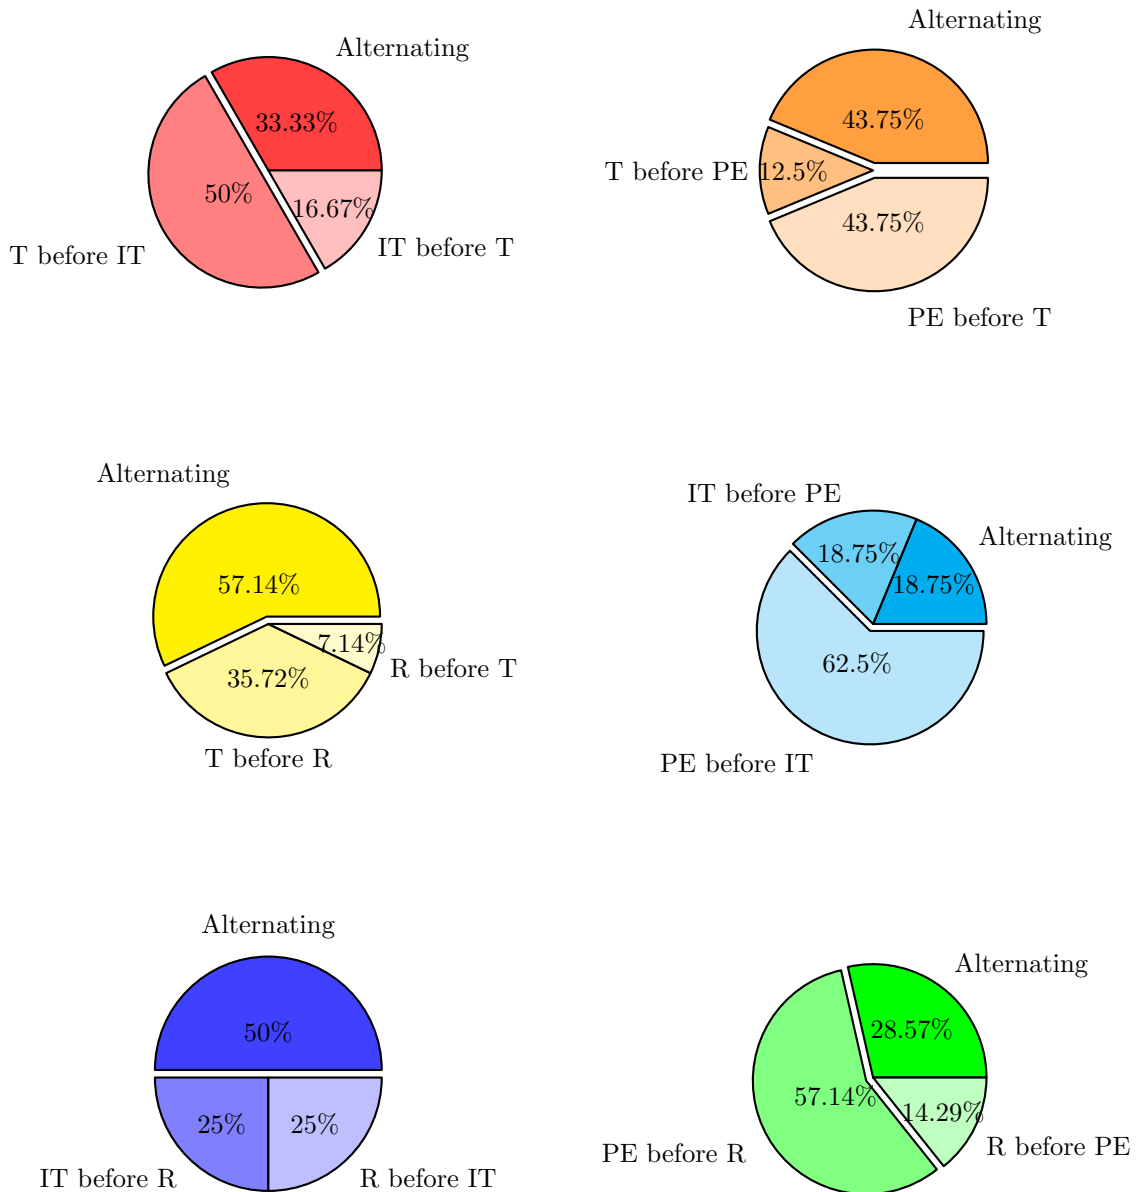 Alternating
33.33%
50%
16.67%
T before IT
IT before T
Alternating
43.75%
T before PE
12.5%
43.75%
PE before T
Alternating
57.14%
7.14%
R before T
35.72%
T before R
IT before PE
Alternating
18.75%
18.75%
62.5%
PE before IT
Alternating
50%
25%
25%
IT before R
R before IT
Alternating
28.57%
57.14%
14.29%
PE before R
R before PE